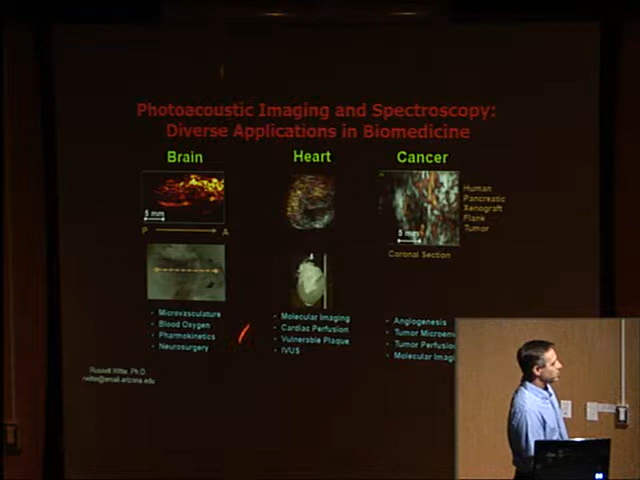 Photoacoustic Imaging and Spectroscopy:
Diverse Applications in Biomedicine
Brain
Heart
Cancer
5 mm
P
A
5 mm
Human
Pancreatic
Xenograft
Flank
Tumor
Coronal Section
• Microvasculature
• Blood Oxygen
• Pharmokinetics
• Neurosurgery
• Molecular Imaging
• Cardiac Perfusion
• Vulnerable Plaque
• IVUS
• Angiogenesis
• Tumor
• Tumor
• Molecular
Russell Witte, Ph.D.
rwitte@email.arizona.edu